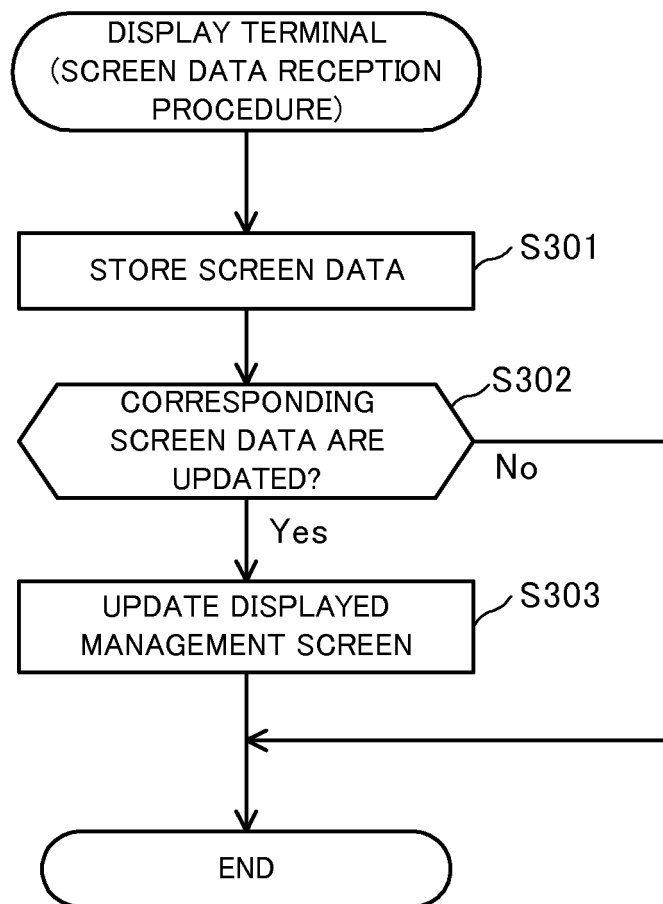 DISPLAY TERMINAL
(SCREEN DATA RECEPTION
PROCEDURE)
STORE SCREEN DATA
S301
CORRESPONDING
SCREEN DATA ARE
UPDATED?
S302
No
Yes
UPDATE DISPLAYED
MANAGEMENT SCREEN
S303
END